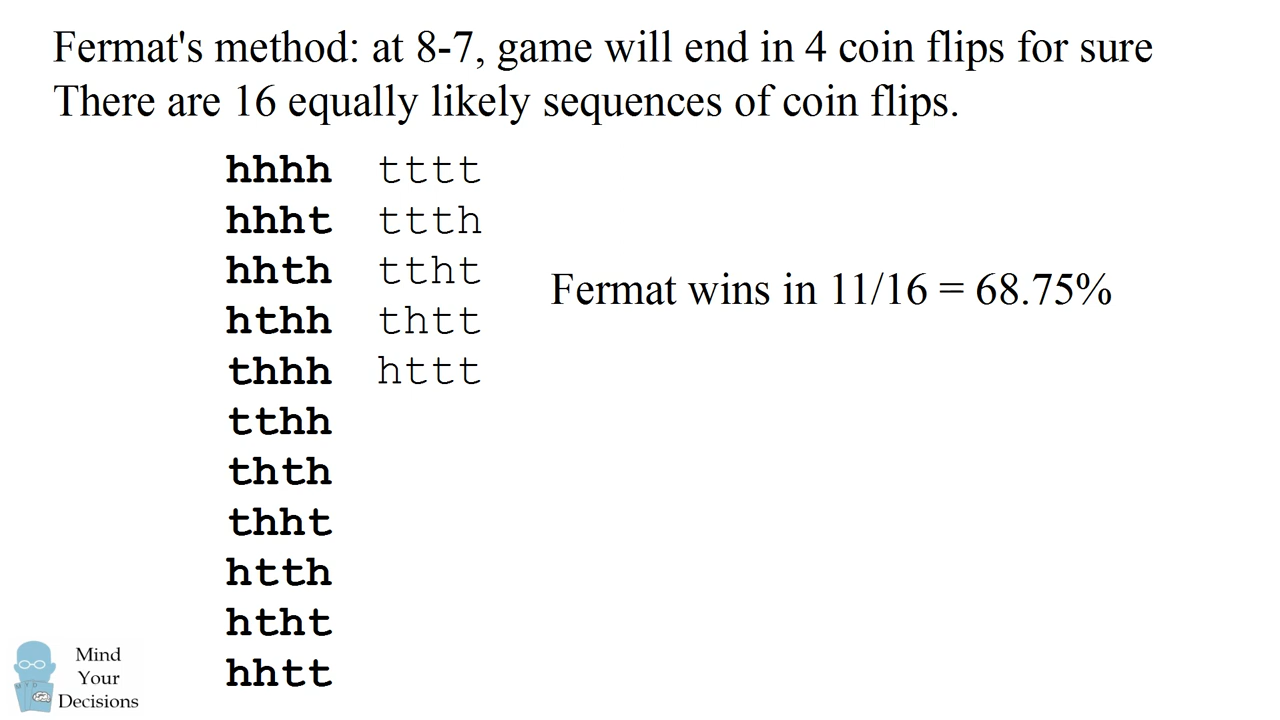 Fermat's method: at 8-7, game will end in 4 coin flips for sure
There are 16 equally likely sequences of coin flips.
hhhh tttt
hhht ttth
hhth ttht
hthh thtt
thhh httt
tthh
thth
thht
htth
htht
hhtt
Fermat wins in 11/16 = 68.75%
Mind
Your
Decisions